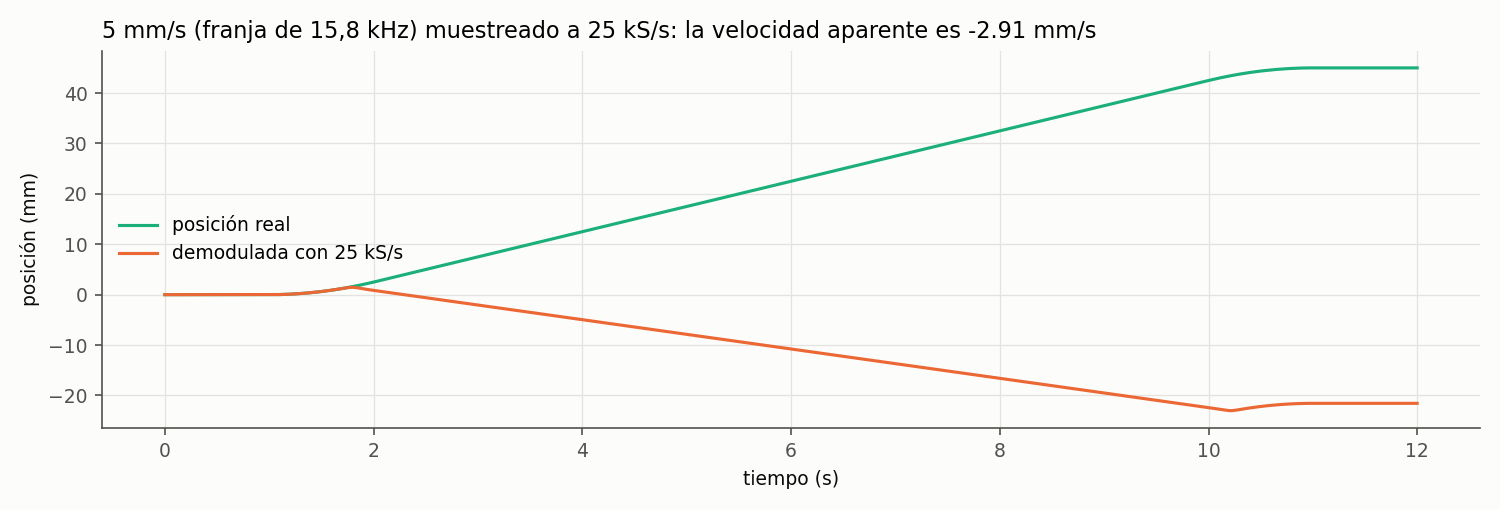 5 mm/s (franja de 15,8 kHz) muestreado a 25 kS/s: la velocidad aparente es -2.91 mm/s
posición (mm)
40
30
20
10
0
−10
−20
posición real
demodulada con 25 kS/s
0 2 4 6 8 10 12
tiempo (s)